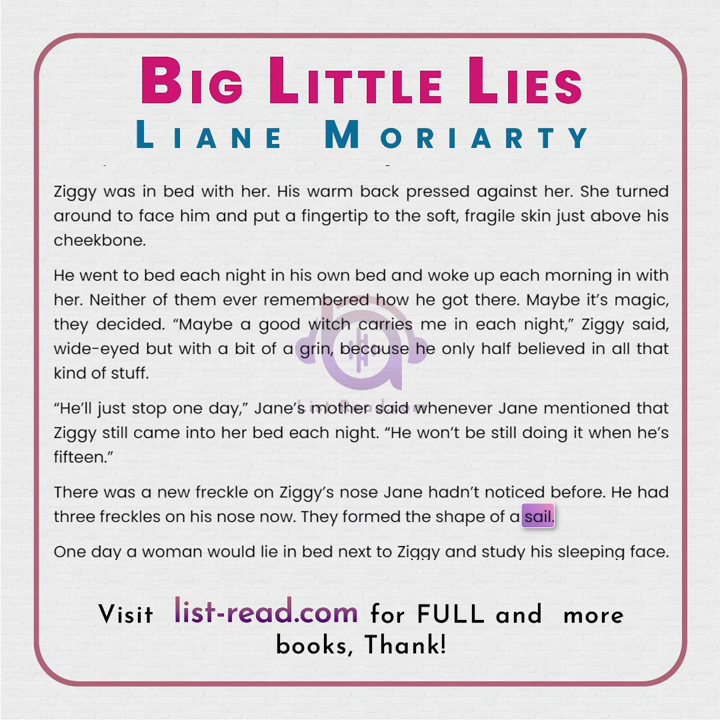 BIG LITTLE LIES
LIANE MORIARTY
Ziggy was in bed with her. His warm back pressed against her. She turned
around to face him and put a fingertip to the soft, fragile skin just above his
cheekbone.
He went to bed each night in his own bed and woke up each morning in with
her. Neither of them ever remembered how he got there. Maybe it’s magic,
they decided. “Maybe a good witch carries me in each night,” Ziggy said,
wide-eyed but with a bit of a grin, because he only half believed in all that
kind of stuff.
“He’ll just stop one day,” Jane’s mother said whenever Jane mentioned that
Ziggy still came into her bed each night. “He won’t be still doing it when he’s
fifteen.”
There was a new freckle on Ziggy’s nose Jane hadn’t noticed before. He had
three freckles on his nose now. They formed the shape of a sail.
One day a woman would lie in bed next to Ziggy and study his sleeping face.
Visit list-read.com for FULL and more
books, Thank!